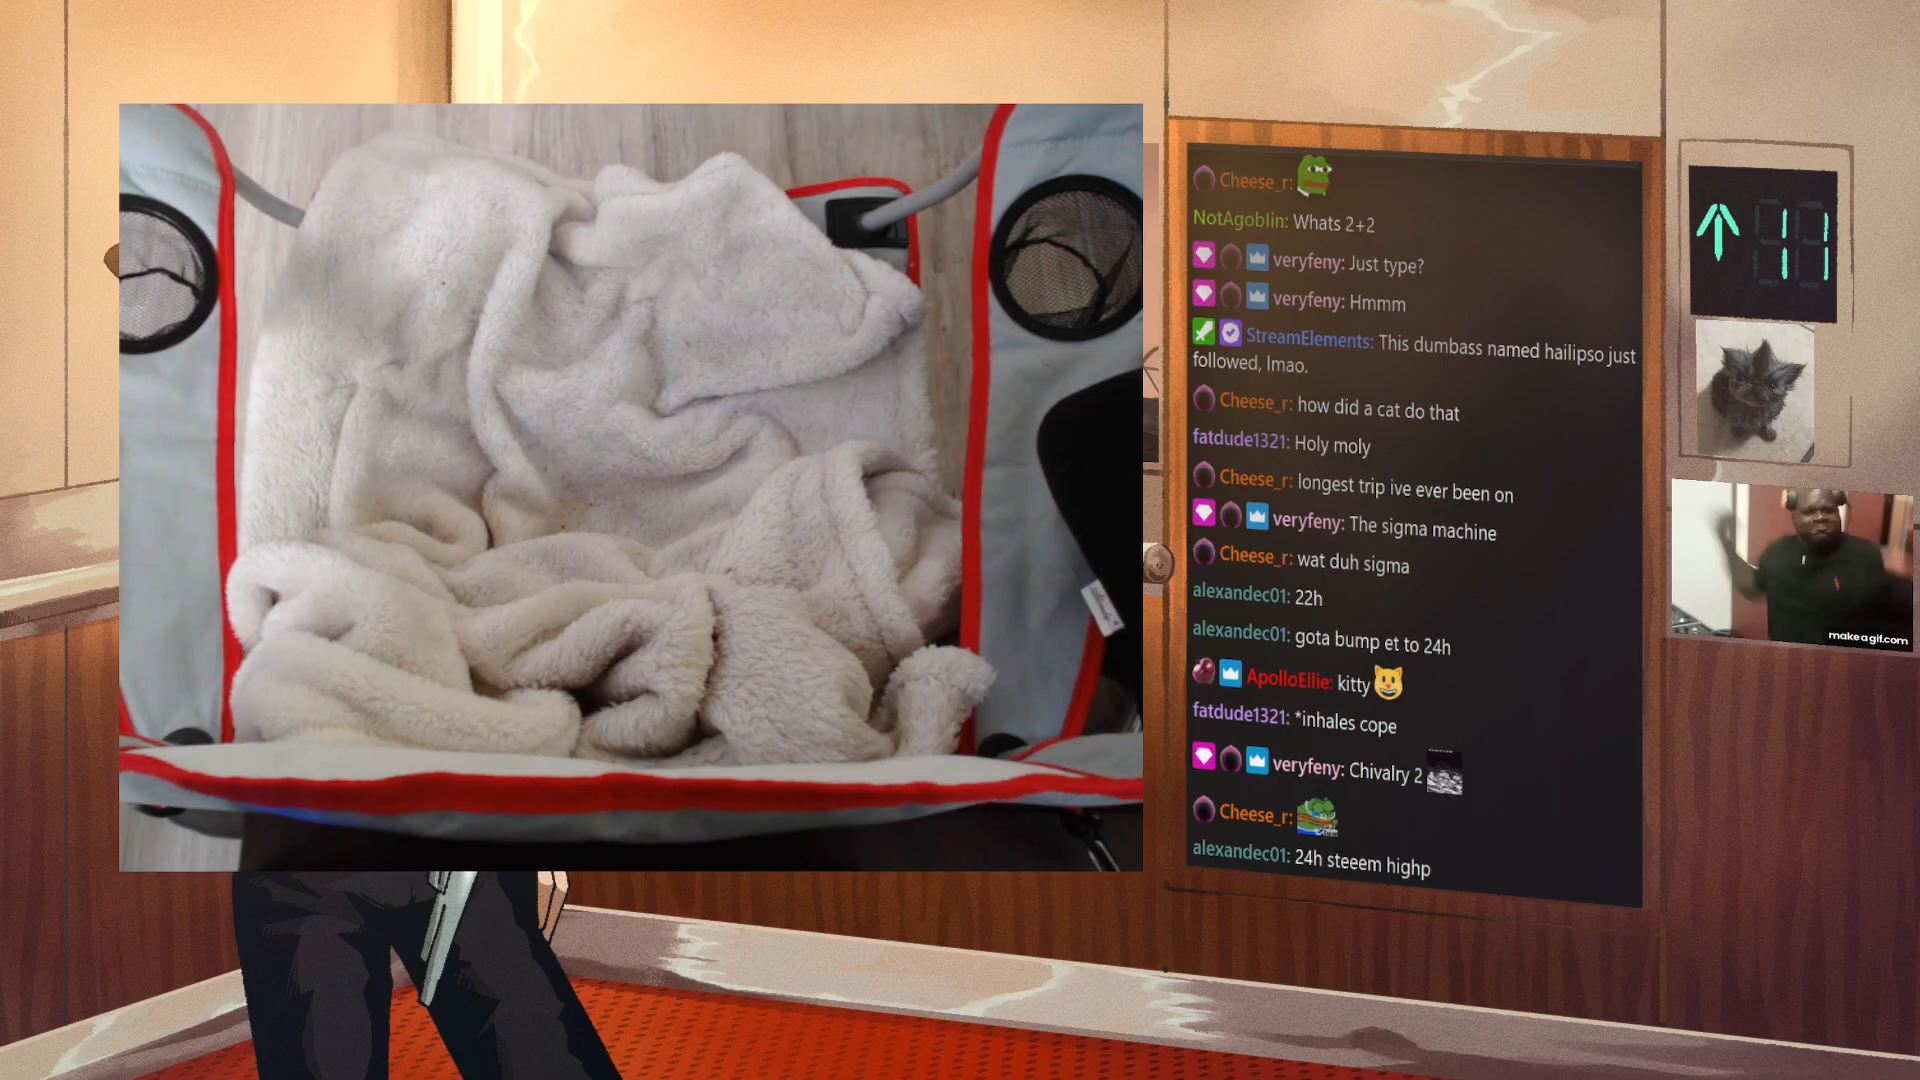 Cheese_r:
NotAgoblin: Whats 2+2
veryfeny: Just type?
veryfeny: Hmmm
StreamElements: This dumbass named hailipso just
followed, lmao.
Cheese_r: how did a cat do that
fatdude1321: Holy moly
Cheese_r: longest trip ive ever been on
veryfeny: The sigma machine
Cheese_r: wat duh sigma
alexandec01: 22h
alexandec01: gota bump et to 24h
ApolloEllie: kitty
fatdude1321: *inhales cope
veryfeny: Chivalry 2
Cheese_r:
alexandec01: 24h steeem highp
11
makeagif.com